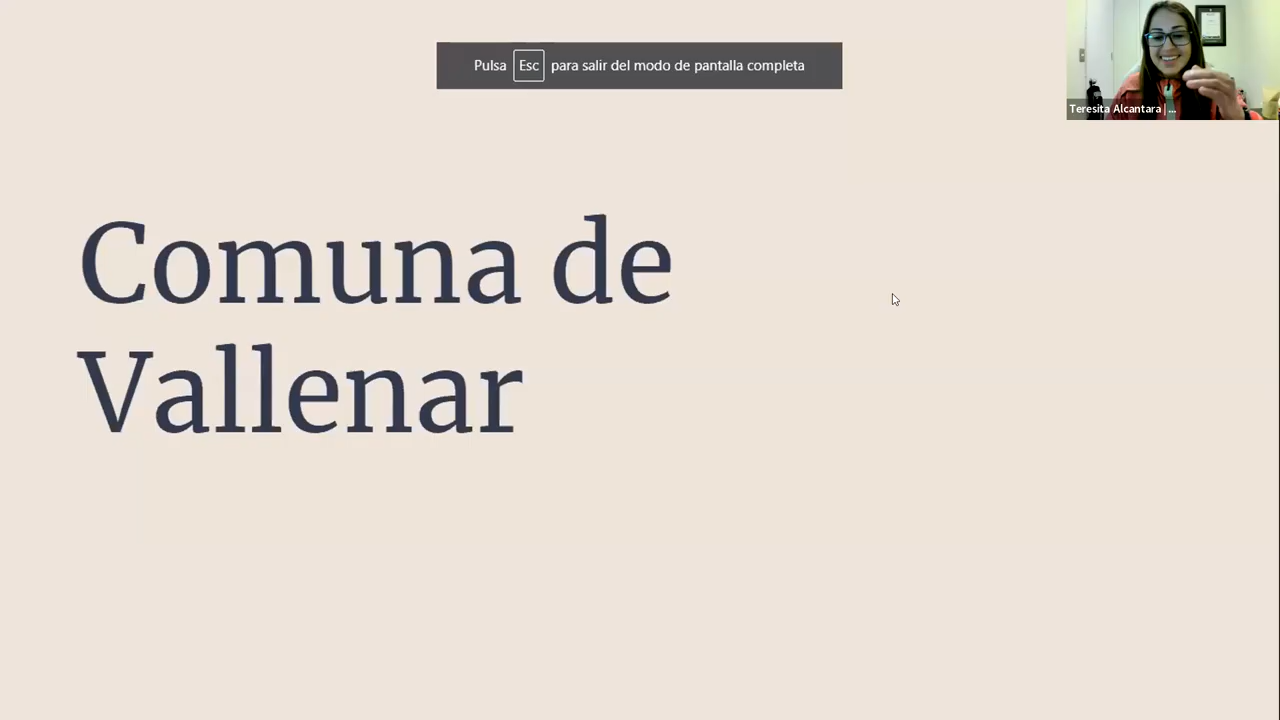 Pulsa Esc para salir del modo de pantalla completa
Teresita Alcantara | ...
Comuna de
Vallenar